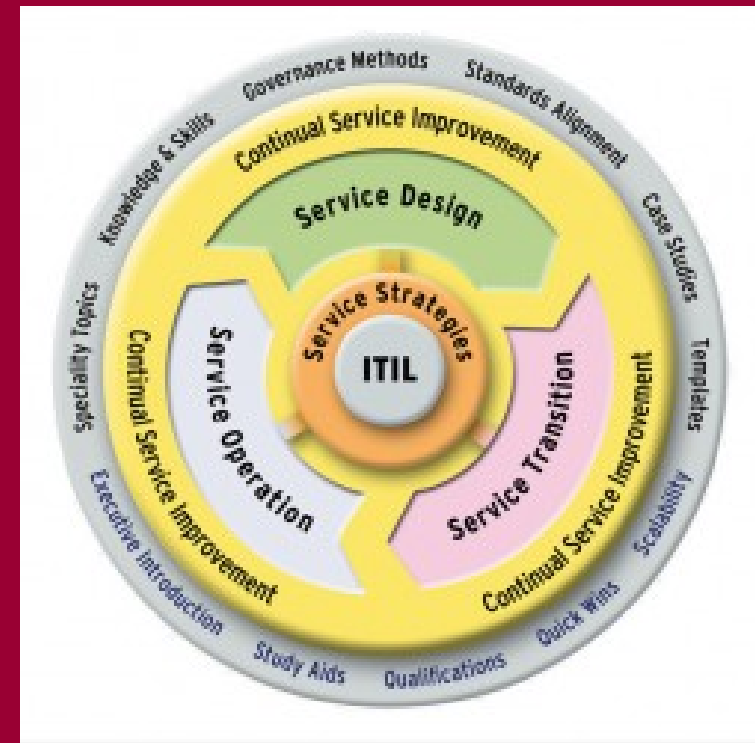 Governance Methods
Standards Alignment
Case Studies
Templates
Scalability
Quick Wins
Qualifications
Study Aids
Executive Introduction
Speciality Topics
Knowledge & Skills
Continual Service Improvement
Continual Service Improvement
Continual Service Improvement
Service Design
Service Transition
Service Operation
Service Strategies
ITIL